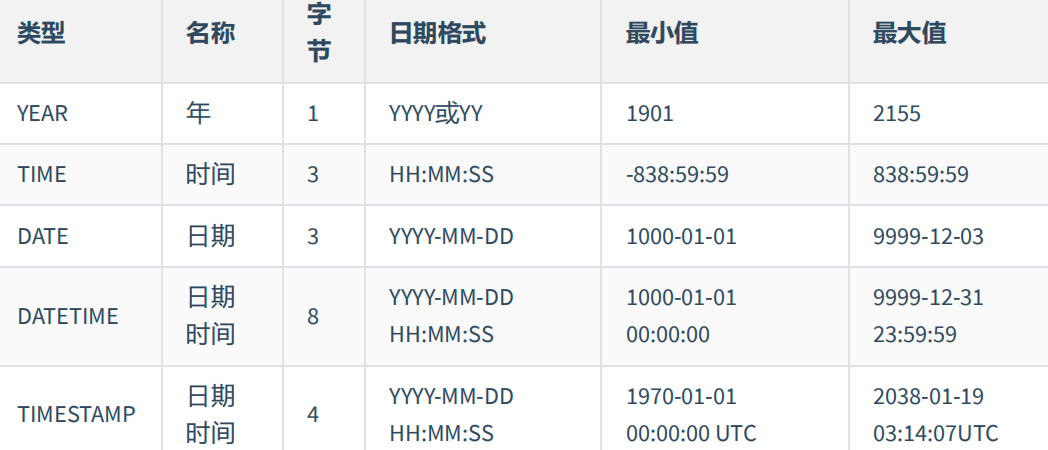 类型 名称 字节 日期格式 最小值 最大值
YEAR 年 1 YYYY或YY 1901 2155
TIME 时间 3 HH:MM:SS -838:59:59 838:59:59
DATE 日期 3 YYYY-MM-DD 1000-01-01 9999-12-03
DATETIME 日期时间 8 YYYY-MM-DD HH:MM:SS 1000-01-01 00:00:00 9999-12-31 23:59:59
TIMESTAMP 日期时间 4 YYYY-MM-DD HH:MM:SS 1970-01-01 00:00:00 UTC 2038-01-19 03:14:07UTC